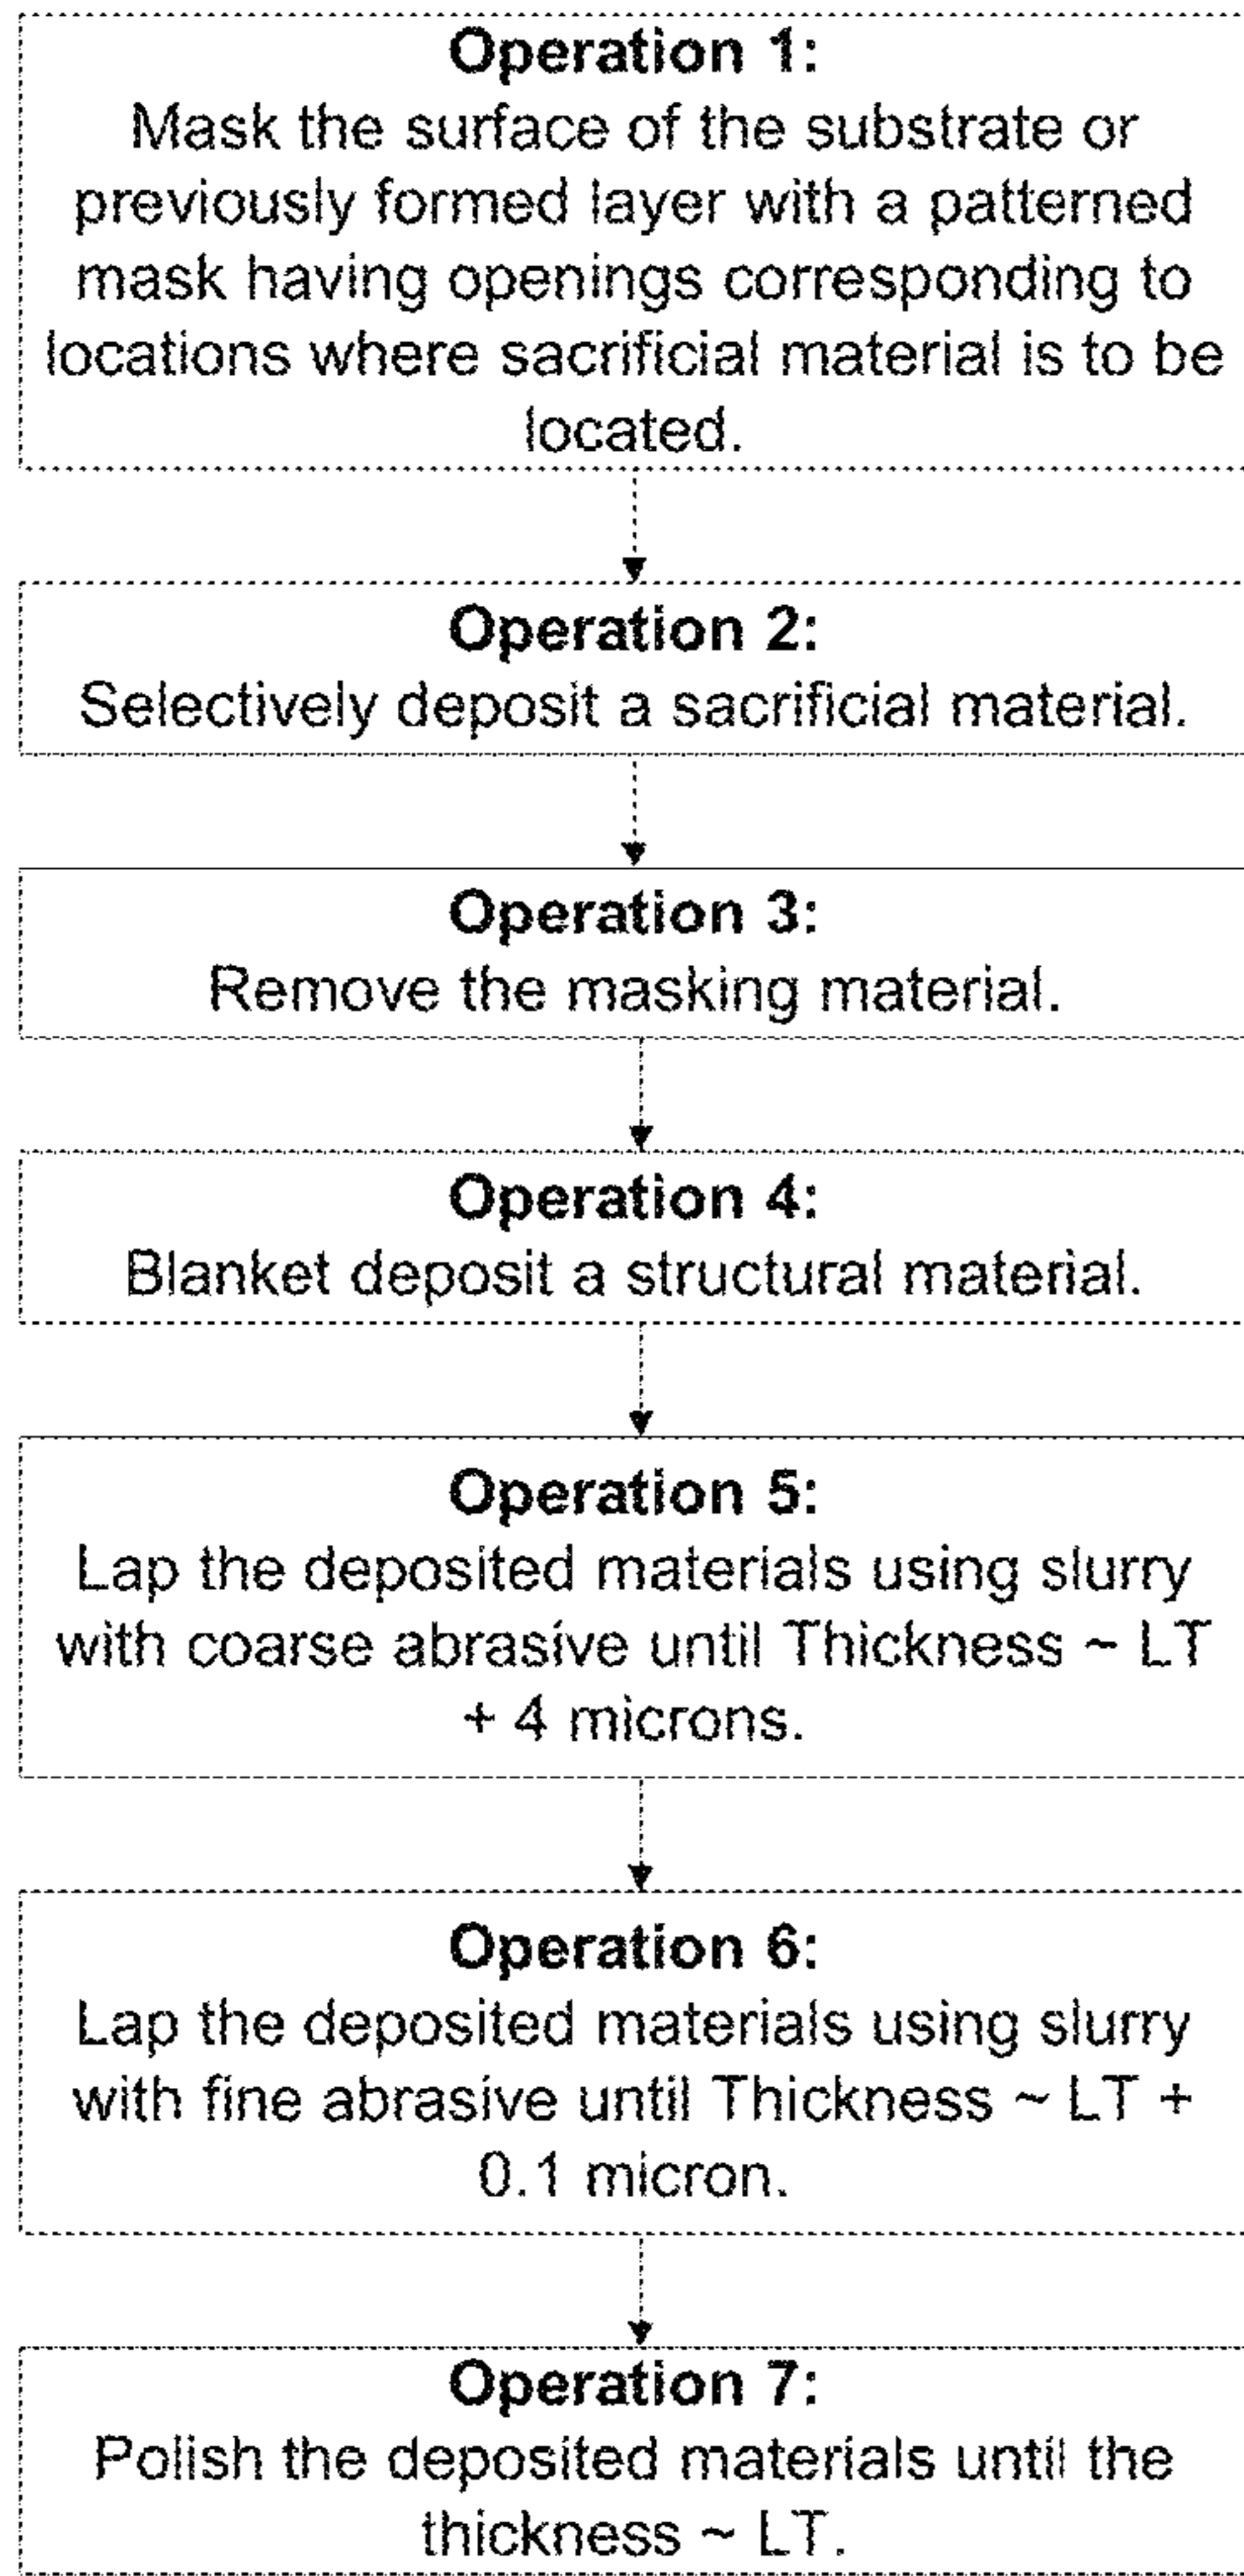 Operation 1:
Mask the surface of the substrate or
previously formed layer with a patterned
mask having openings corresponding to
locations where sacrificial material is to be
located.
Operation 2:
Selectively deposit a sacrificial material.
Operation 3:
Remove the masking material.
Operation 4:
Blanket deposit a structural material.
Operation 5:
Lap the deposited materials using slurry
with coarse abrasive until Thickness ~ LT
+ 4 microns.
Operation 6:
Lap the deposited materials using slurry
with fine abrasive until Thickness ~ LT +
0.1 micron.
Operation 7:
Polish the deposited materials until the
thickness ~ LT.